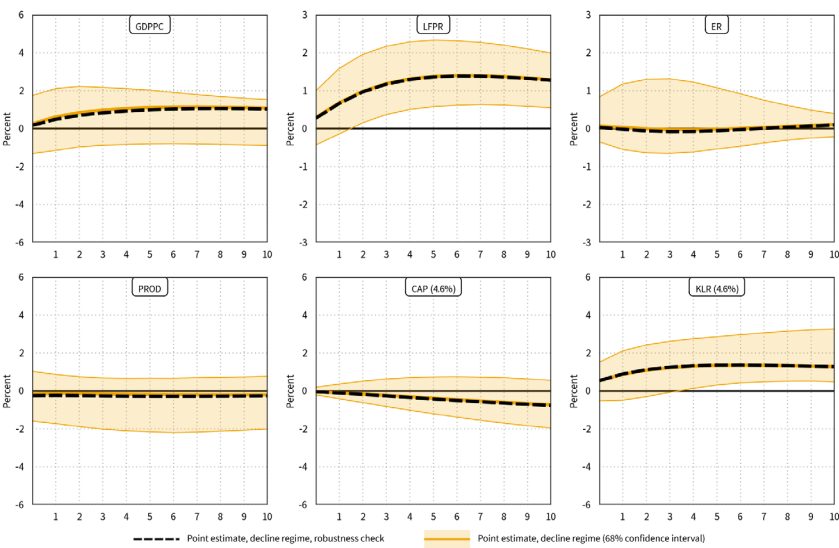 GDPPC
6
4
2
0
-2
-4
-6
Percent
1 2 3 4 5 6 7 8 9 10
LFPR
3
2
1
0
-1
-2
-3
1 2 3 4 5 6 7 8 9 10
ER
3
2
1
0
-1
-2
-3
1 2 3 4 5 6 7 8 9 10
Percent
PROD
6
4
2
0
-2
-4
-6
Percent
1 2 3 4 5 6 7 8 9 10
CAP (4.6%)
6
4
2
0
-2
-4
-6
Percent
1 2 3 4 5 6 7 8 9 10
KLR (4.6%)
6
4
2
0
-2
-4
-6
Percent
1 2 3 4 5 6 7 8 9 10
Percent
Point estimate, decline regime, robustness check
Point estimate, decline regime (68% confidence interval)